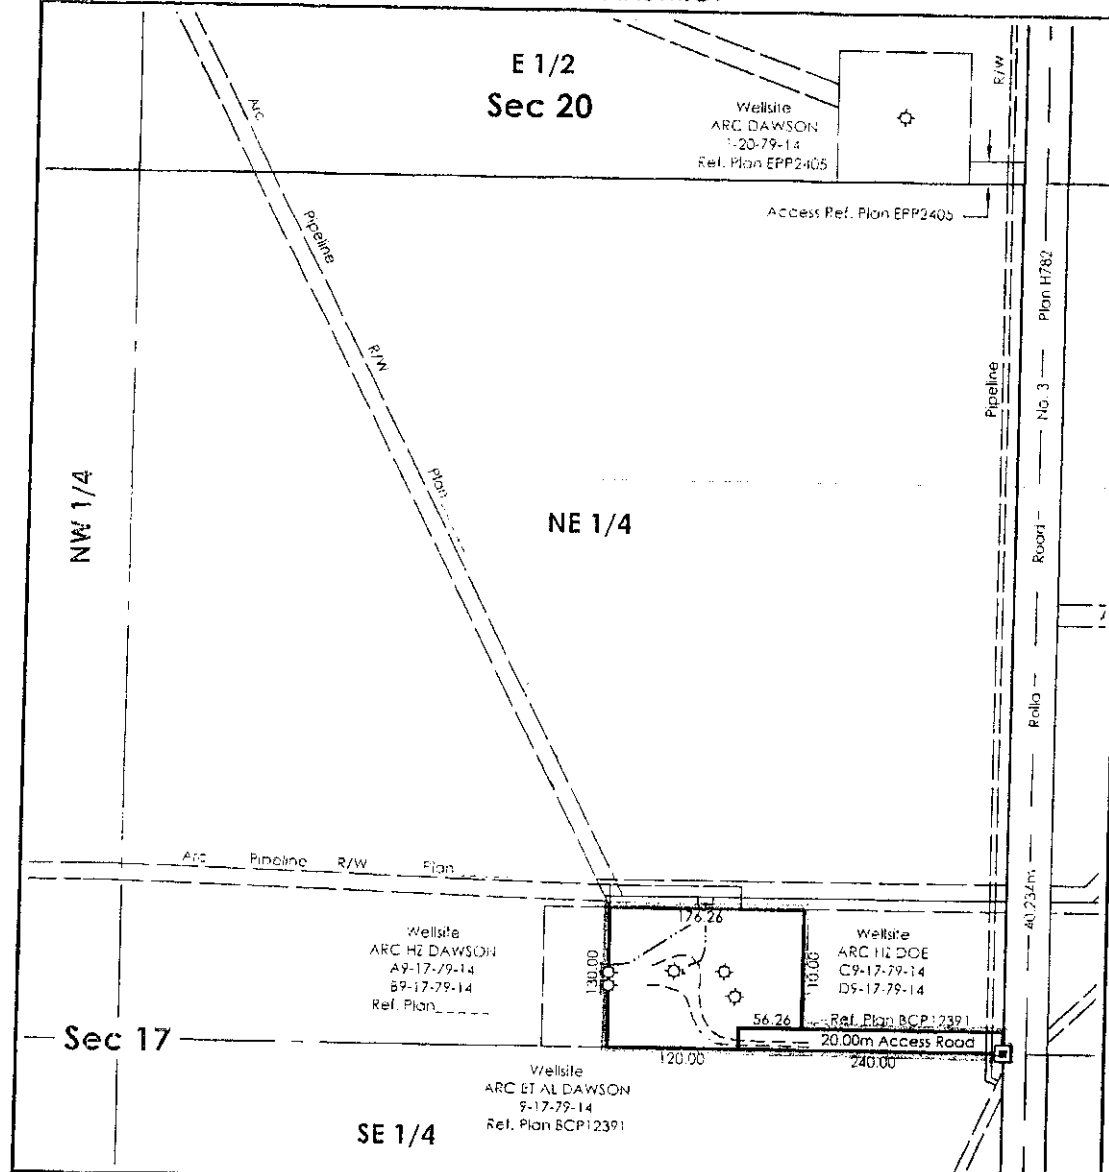 E 1/2
Sec 20
R/W
Wellsite
ARC DAWSON
1-20-79-14
Ref. Plan EPP2405
Access Ref. Plan EPP2405
Arc
Pipeline
R/W
Plan
Plan H782
No. 3
Road
Rolla
40.234m
Pipeline
NW 1/4
NE 1/4
Arc Pipeline R/W Plan
Wellsite
ARC HZ DAWSON
A9-17-79-14
B9-17-79-14
Ref. Plan_____
176.26
130.00
110.00
Wellsite
ARC HZ DOE
C9-17-79-14
D9-17-79-14
Ref. Plan BCP12391
56.26
20.00m Access Road
120.00
240.00
Sec 17
Wellsite
ARC ET AL DAWSON
9-17-79-14
Ref. Plan BCP12391
SE 1/4